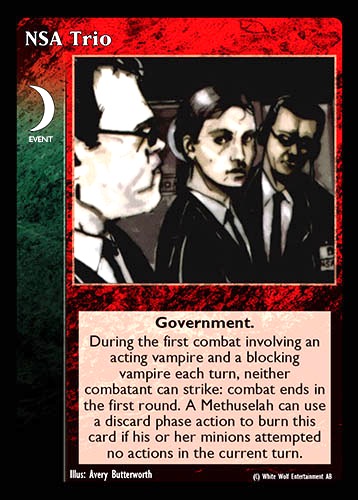 NSA Trio
EVENT
Government.
During the first combat involving an
acting vampire and a blocking
vampire each turn, neither
combatant can strike: combat ends in
the first round. A Methuselah can use
a discard phase action to burn this
card if his or her minions attempted
no actions in the current turn.
Illus: Avery Butterworth
(C) White Wolf Entertainment AB